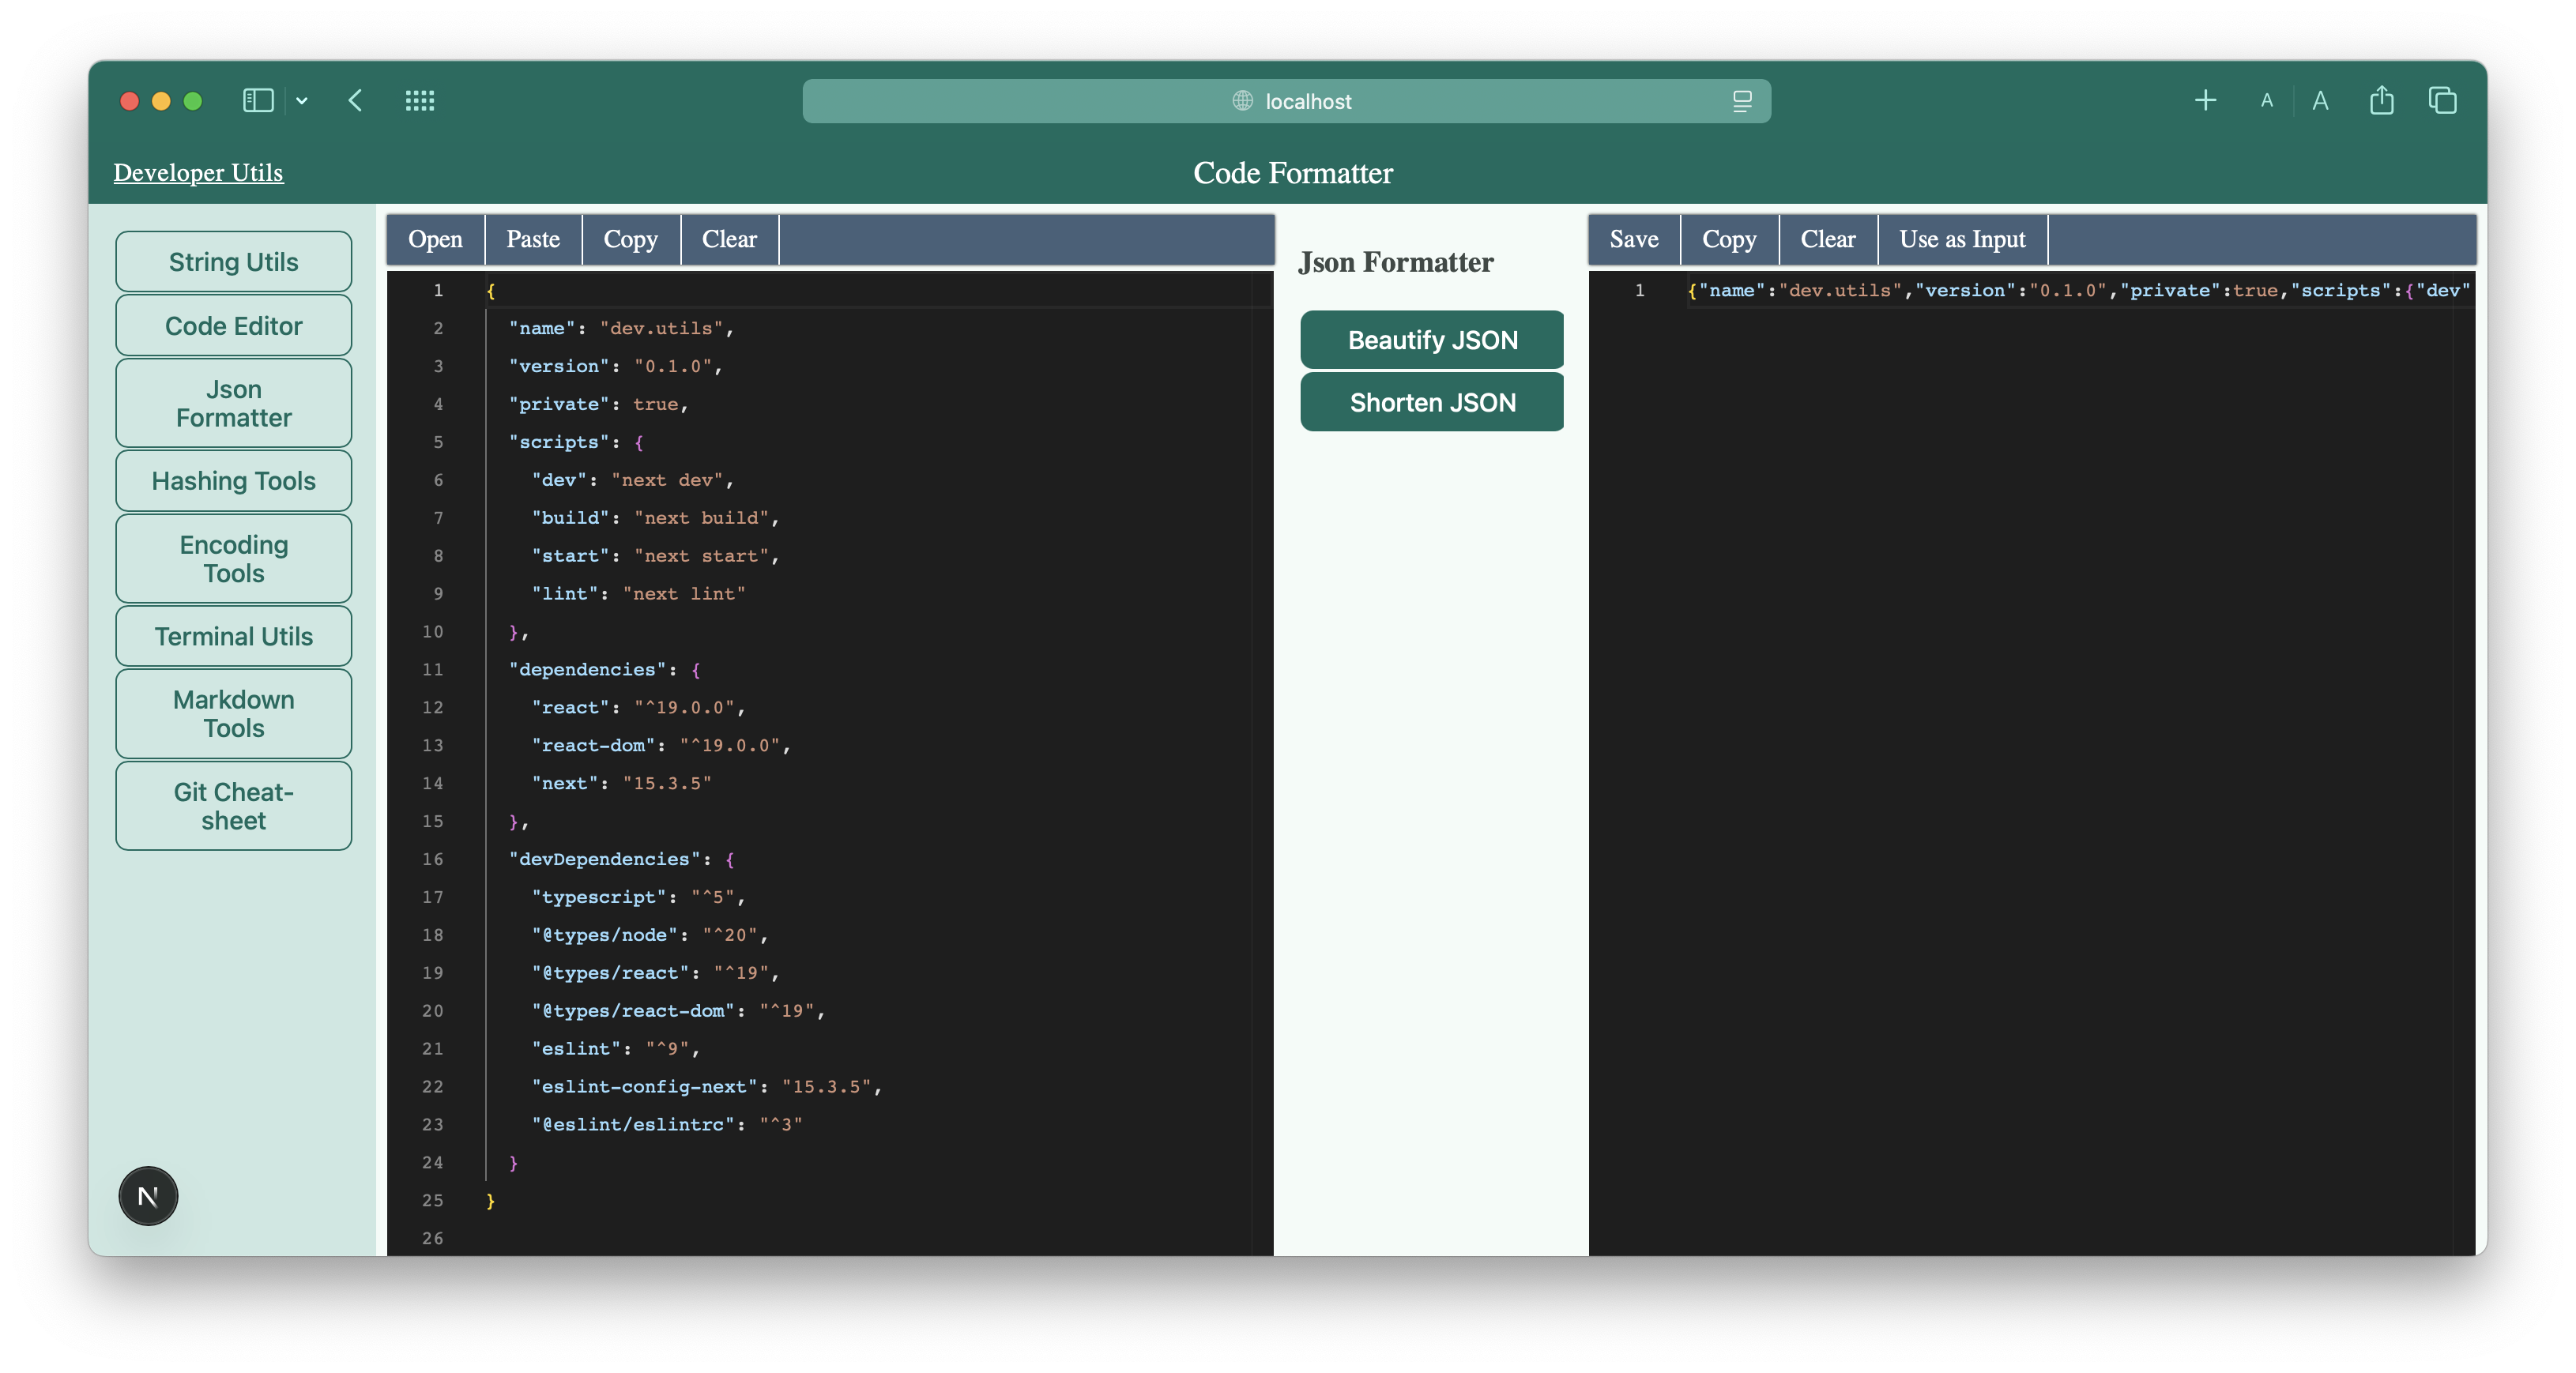 localhost
A A
Developer Utils
Code Formatter
String Utils
Code Editor
Json
Formatter
Hashing Tools
Encoding
Tools
Terminal Utils
Markdown
Tools
Git Cheat-
sheet
N
Open Paste Copy Clear
1 {
2 "name": "dev.utils",
3 "version": "0.1.0",
4 "private": true,
5 "scripts": {
6 "dev": "next dev",
7 "build": "next build",
8 "start": "next start",
9 "lint": "next lint"
10 },
11 "dependencies": {
12 "react": "^19.0.0",
13 "react-dom": "^19.0.0",
14 "next": "15.3.5"
15 },
16 "devDependencies": {
17 "typescript": "^5",
18 "@types/node": "^20",
19 "@types/react": "^19",
20 "@types/react-dom": "^19",
21 "eslint": "^9",
22 "eslint-config-next": "15.3.5",
23 "@eslint/eslintrc": "^3"
24 }
25 }
26
Json Formatter
Beautify JSON
Shorten JSON
Save Copy Clear Use as Input
1 {"name":"dev.utils","version":"0.1.0","private":true,"scripts":{"dev"